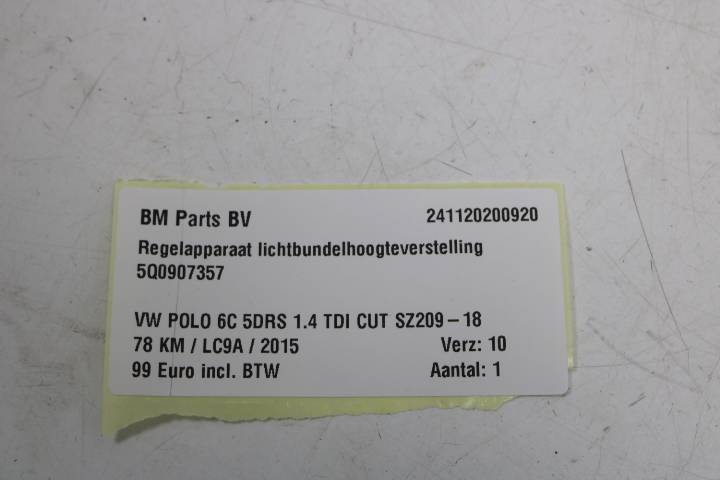 BM Parts BV 241120200920
Regelapparaat lichtbundelhoogteverstelling
5Q0907357
VW POLO 6C 5DRS 1.4 TDI CUT SZ209-18
78 KM / LC9A / 2015 Verz: 10
99 Euro incl. BTW Aantal: 1